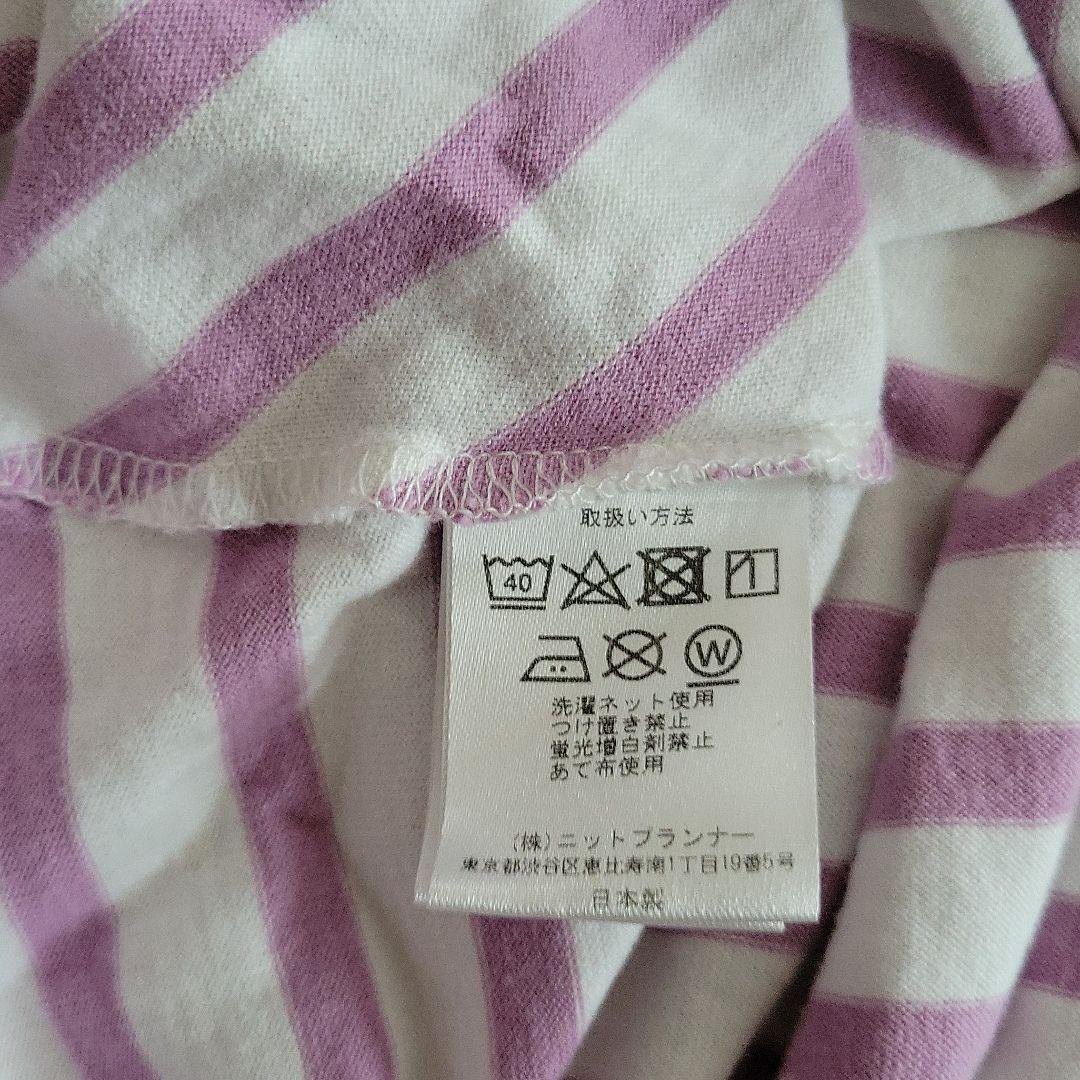 取扱い方法
40
W
洗濯ネット使用
つけ置き禁止
蛍光増白剤禁止
あて布使用
(株)ニットプランナー
東京都渋谷区恵比寿南1丁目19番5号
日本製